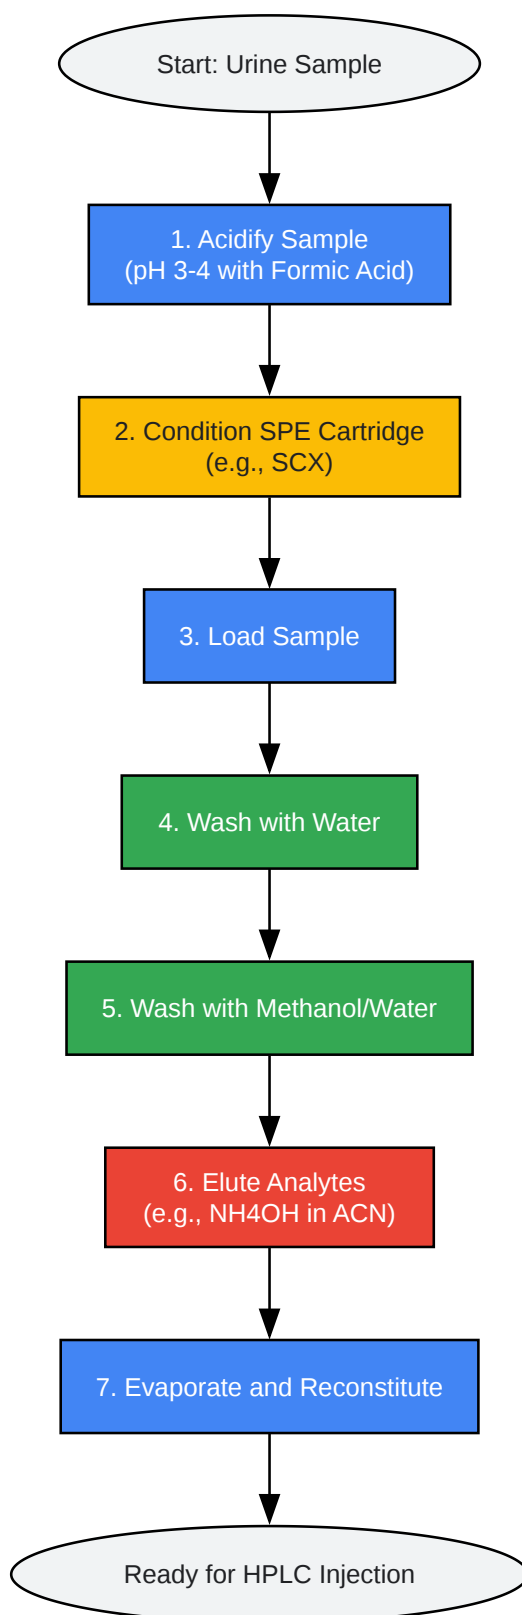 Start: Urine Sample
1. Acidify Sample
(pH 3-4 with Formic Acid)
2. Condition SPE Cartridge
(e.g., SCX)
3. Load Sample
4. Wash with Water
5. Wash with Methanol/Water
6. Elute Analytes
(e.g., NH4OH in ACN)
7. Evaporate and Reconstitute
Ready for HPLC Injection